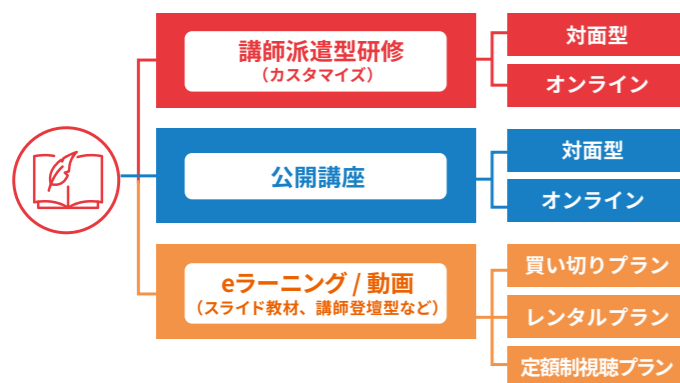 講師派遣型研修
（カスタマイズ）
対面型
オンライン
公開講座
対面型
オンライン
eラーニング / 動画
（スライド教材、講師登壇型など）
買い切りプラン
レンタルプラン
定額制視聴プラン